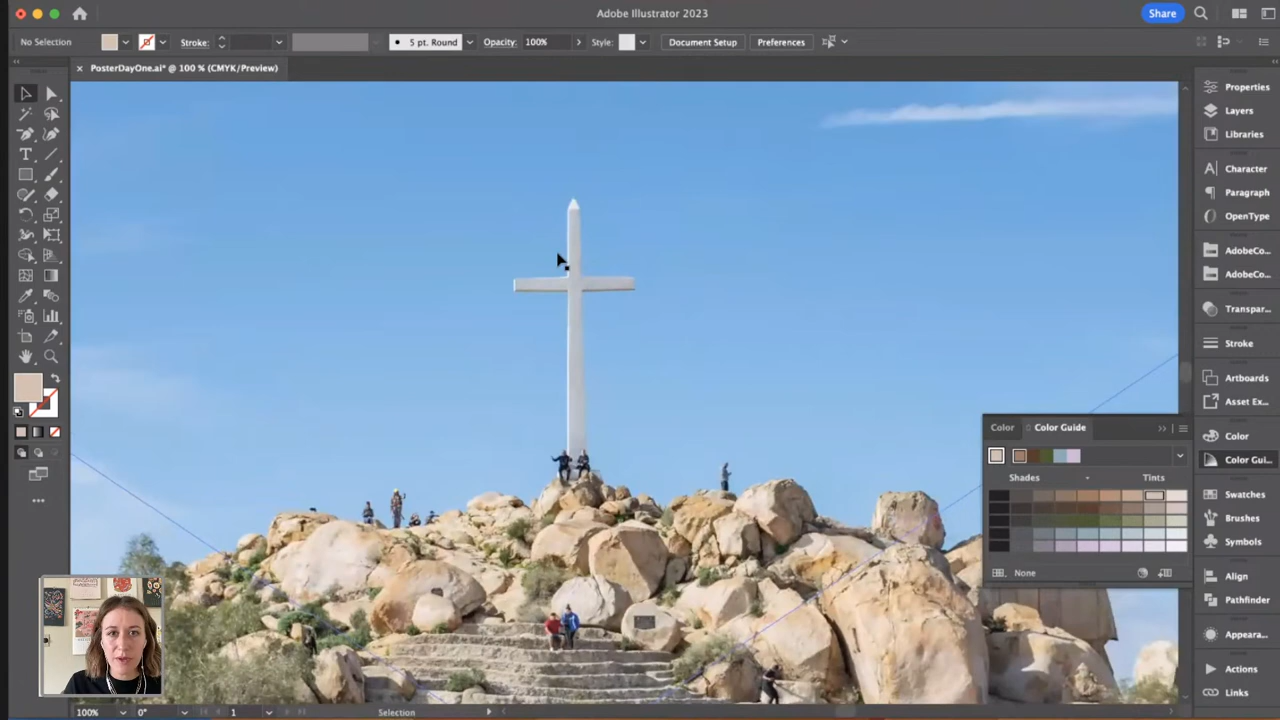 Adobe Illustrator 2023
Share
No Selection
Stroke:
5 pt. Round
Opacity:
100%
Style:
Document Setup
Preferences
PosterDayOne.ai* @ 100 % (CMYK/Preview)
Properties
Layers
Libraries
Character
Paragraph
OpenType
AdobeCo...
AdobeCo...
Transpar...
Stroke
Artboards
Asset Ex...
Color
Color Gui...
Swatches
Brushes
Symbols
Align
Pathfinder
Appeara...
Actions
Links
Color
Color Guide
Shades
Tints
None
100%
0°
1
Selection